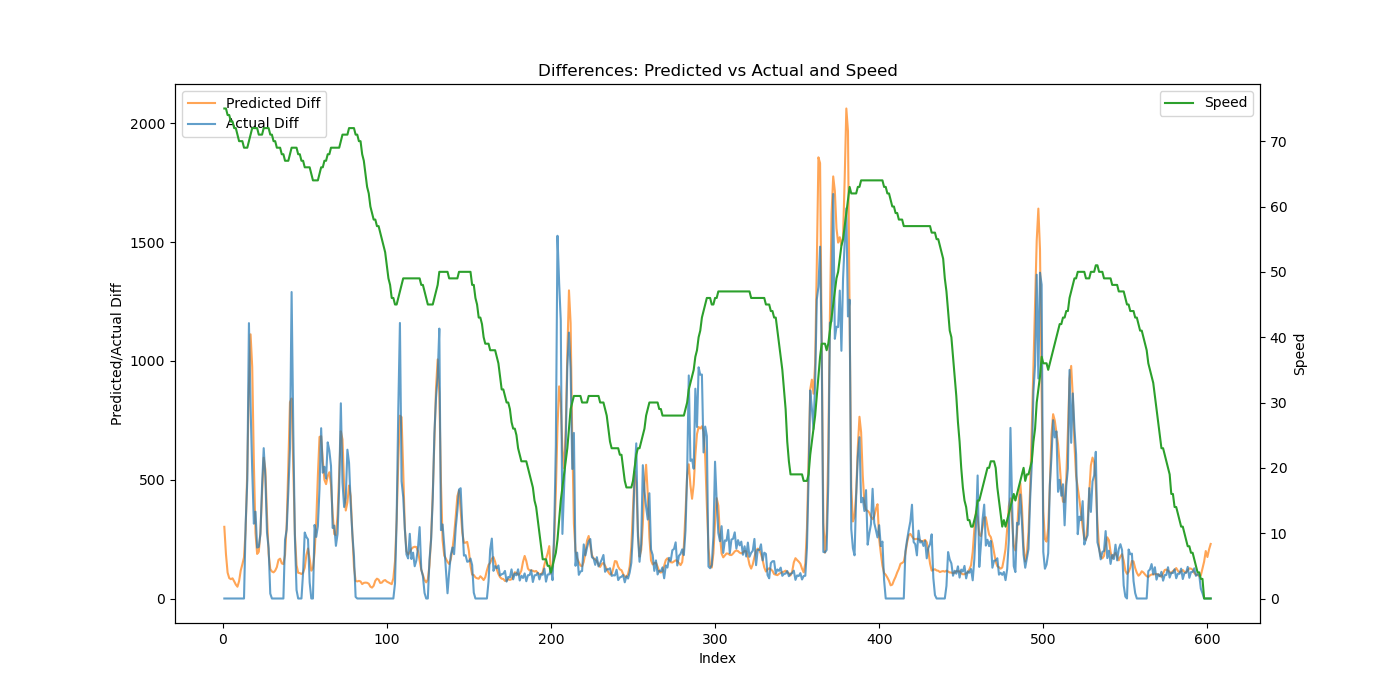 Differences: Predicted vs Actual and Speed
Predicted Diff
Actual Diff
Speed
2000
1500
1000
500
0
Predicted/Actual Diff
70
60
50
40
30
20
10
0
Speed
0 100 200 300 400 500 600
Index